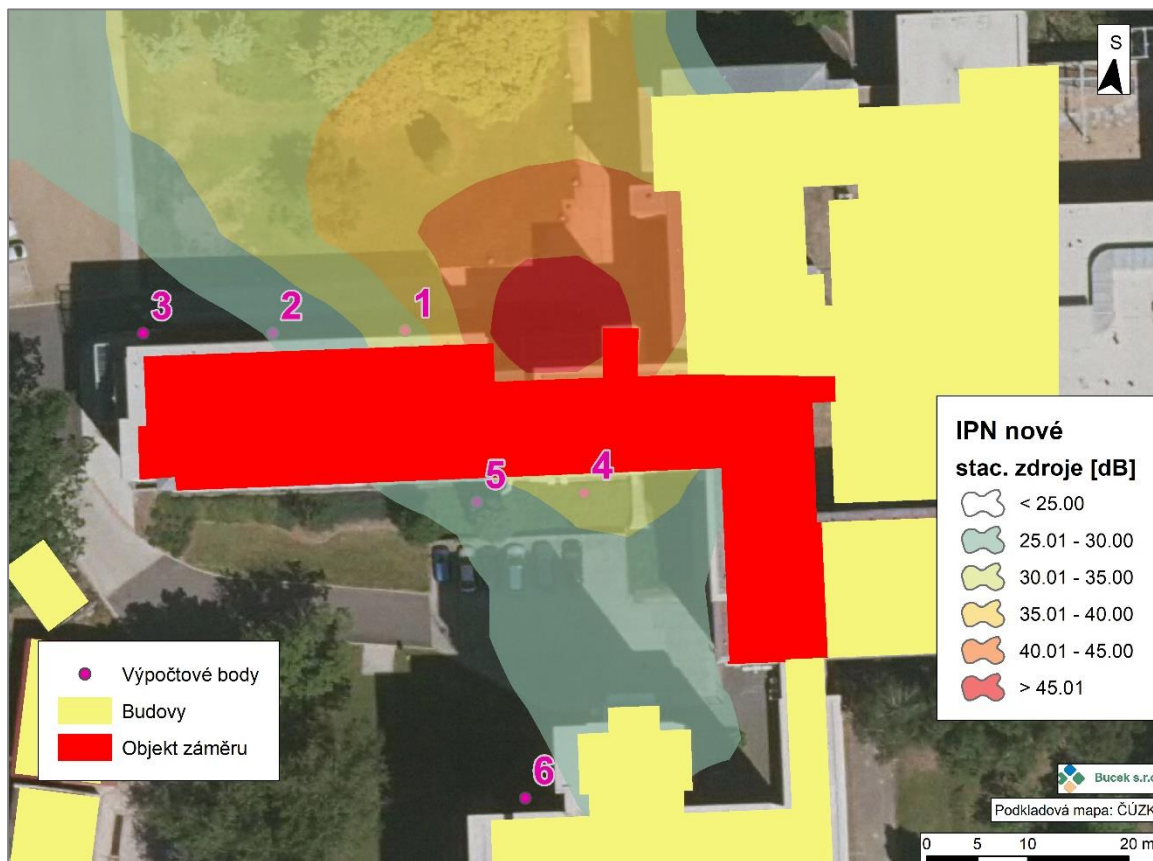 S
3
2
1
5
4
6
IPN nové
stac. zdroje [dB]
< 25.00
25.01 - 30.00
30.01 - 35.00
35.01 - 40.00
40.01 - 45.00
> 45.01
Výpočtové body
Budovy
Objekt záměru
Bucek s.r.o
Podkladová mapa: ČÚZK
0 5 10 20 m